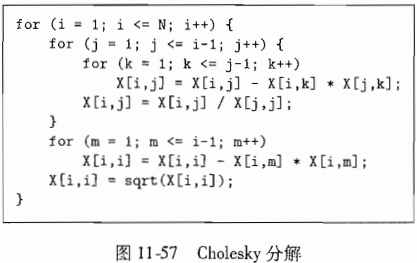 for (i = 1; i <= N; i++) {
    for (j = 1; j <= i-1; j++) {
        for (k = 1; k <= j-1; k++)
            X[i,j] = X[i,j] - X[i,k] * X[j,k];
        X[i,j] = X[i,j] / X[j,j];
    }
    for (m = 1; m <= i-1; m++)
        X[i,i] = X[i,i] - X[i,m] * X[i,m];
    X[i,i] = sqrt(X[i,i]);
}
图 11-57 Cholesky 分解